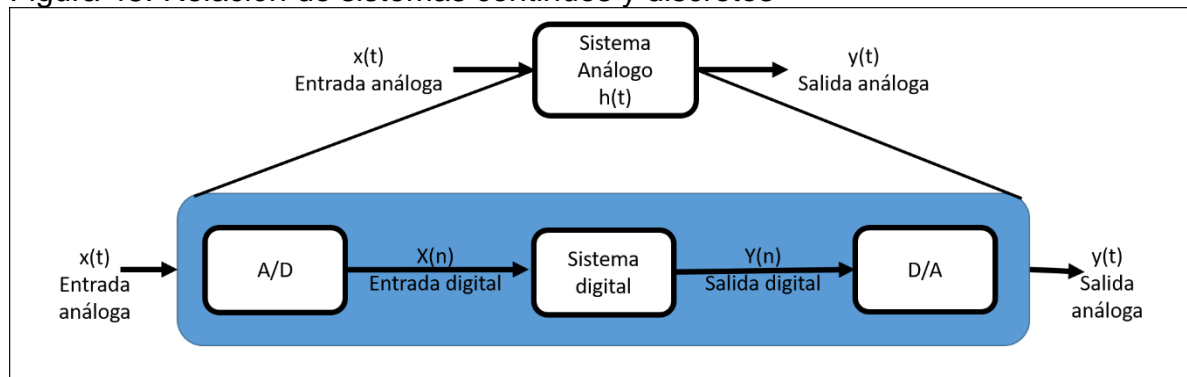 x(t)
Entrada análoga
Sistema
Análogo
h(t)
y(t)
Salida análoga
x(t)
Entrada
análoga
A/D
X(n)
Entrada digital
Sistema
digital
Y(n)
Salida digital
D/A
y(t)
Salida
análoga